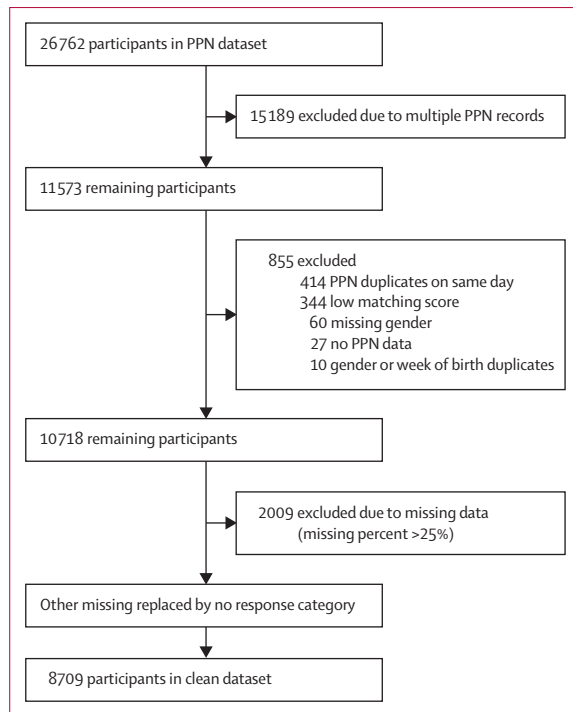 26762 participants in PPN dataset
15189 excluded due to multiple PPN records
11573 remaining participants
855 excluded
414 PPN duplicates on same day
344 low matching score
60 missing gender
27 no PPN data
10 gender or week of birth duplicates
10718 remaining participants
2009 excluded due to missing data
(missing percent >25%)
Other missing replaced by no response category
8709 participants in clean dataset